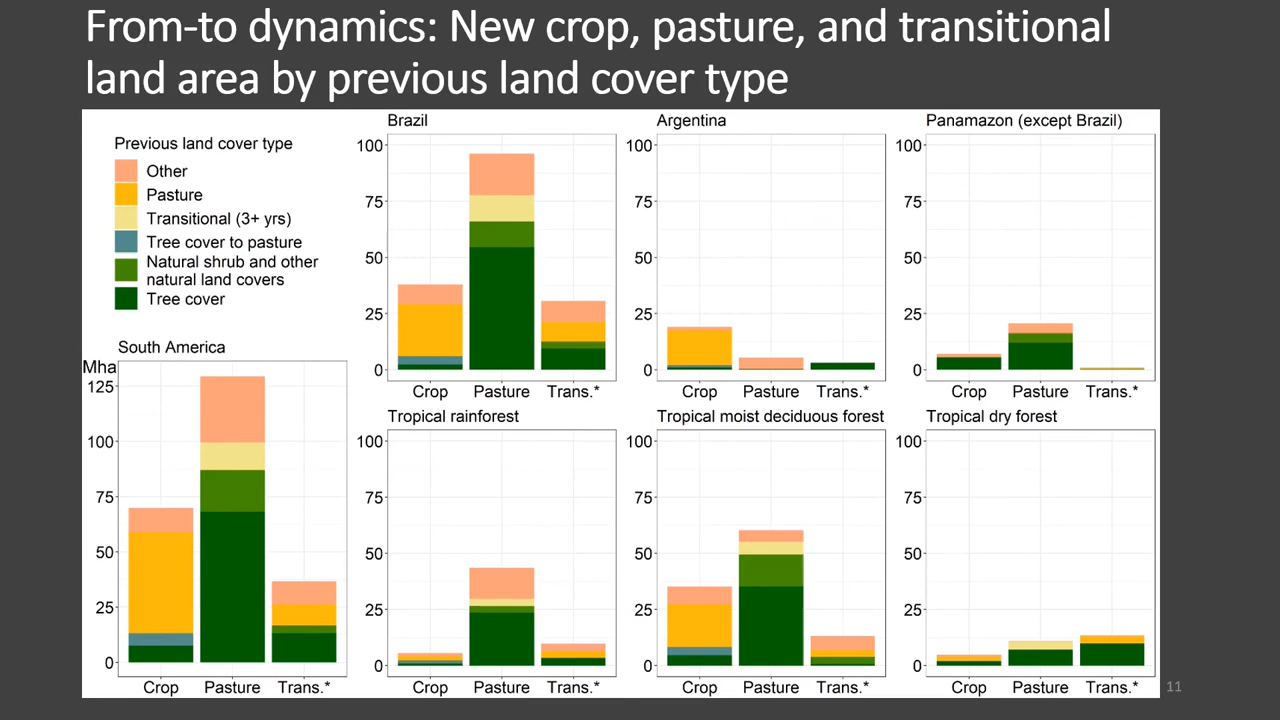 From-to dynamics: New crop, pasture, and transitional
land area by previous land cover type
Previous land cover type
Other
Pasture
Transitional (3+ yrs)
Tree cover to pasture
Natural shrub and other
natural land covers
Tree cover
South America
Mha
125
100
75
50
25
0
Crop Pasture Trans.*
Brazil
100
75
50
25
0
Crop Pasture Trans.*
Argentina
100
75
50
25
0
Crop Pasture Trans.*
Panamazon (except Brazil)
100
75
50
25
0
Crop Pasture Trans.*
Tropical rainforest
100
75
50
25
0
Crop Pasture Trans.*
Tropical moist deciduous forest
100
75
50
25
0
Crop Pasture Trans.*
Tropical dry forest
100
75
50
25
0
Crop Pasture Trans.*
11